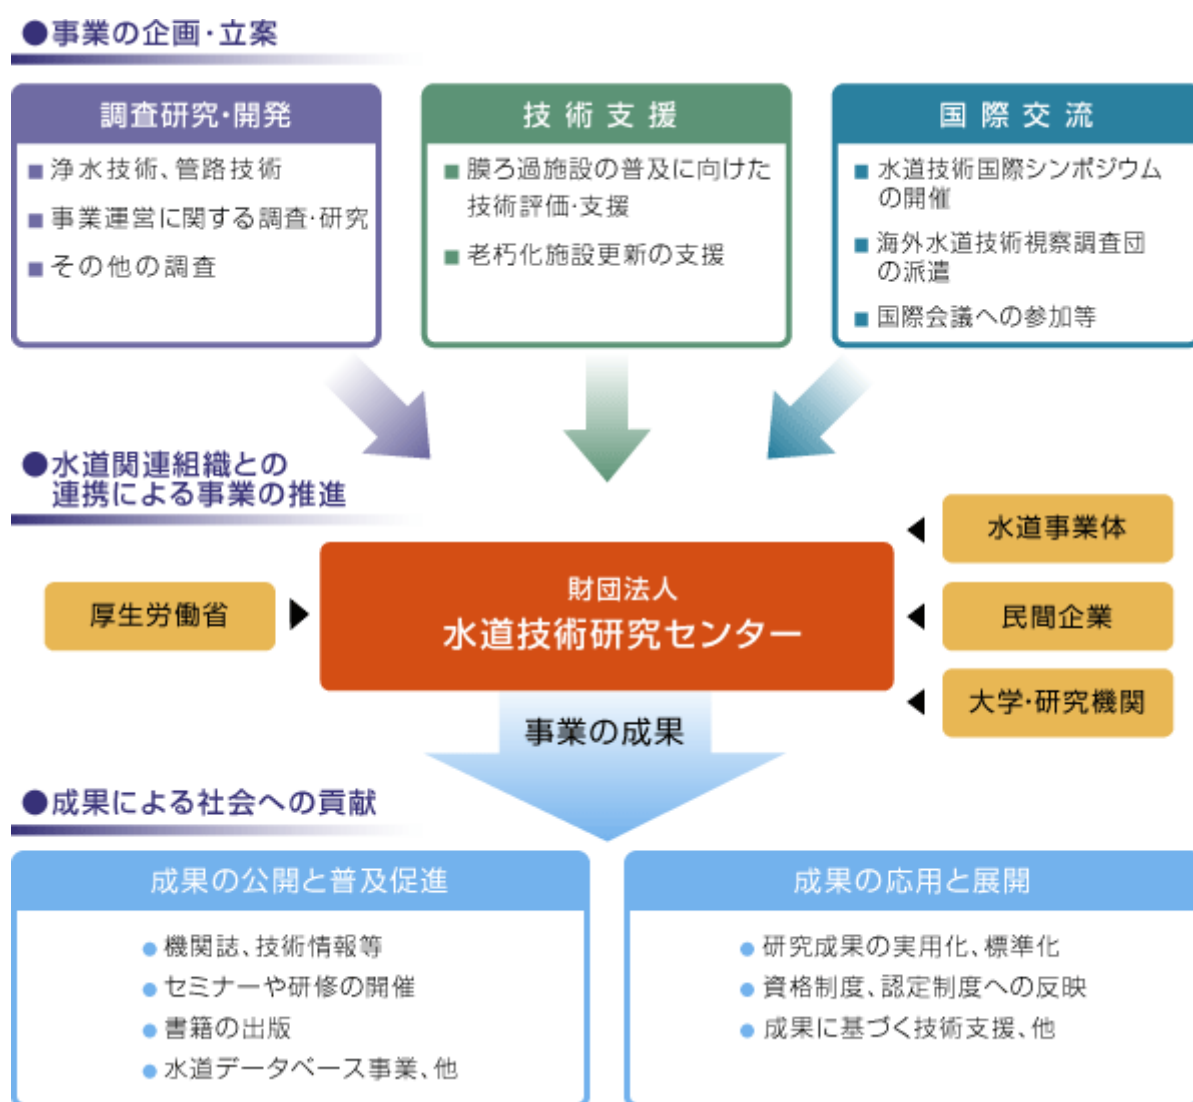 ●事業の企画・立案
調査研究・開発
■浄水技術、管路技術
■事業運営に関する調査・研究
■その他の調査
技術支援
■膜ろ過施設の普及に向けた
技術評価・支援
■老朽化施設更新の支援
国際交流
■水道技術国際シンポジウム
の開催
■海外水道技術視察調査団
の派遣
■国際会議への参加等
●水道関連組織との
連携による事業の推進
厚生労働省
財団法人
水道技術研究センター
水道事業体
民間企業
大学・研究機関
事業の成果
●成果による社会への貢献
成果の公開と普及促進
●機関誌、技術情報等
●セミナーや研修の開催
●書籍の出版
●水道データベース事業、他
成果の応用と展開
●研究成果の実用化、標準化
●資格制度、認定制度への反映
●成果に基づく技術支援、他